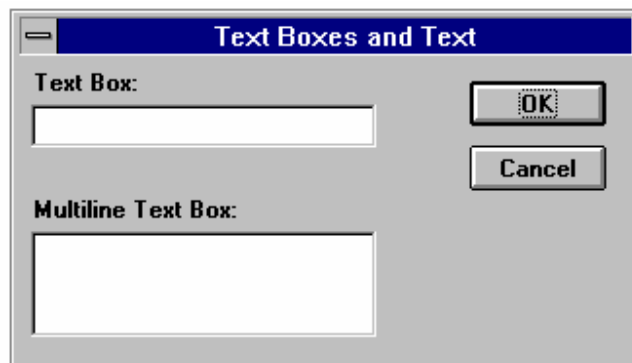 Text Boxes and Text
Text Box:
OK
Cancel
Multiline Text Box: